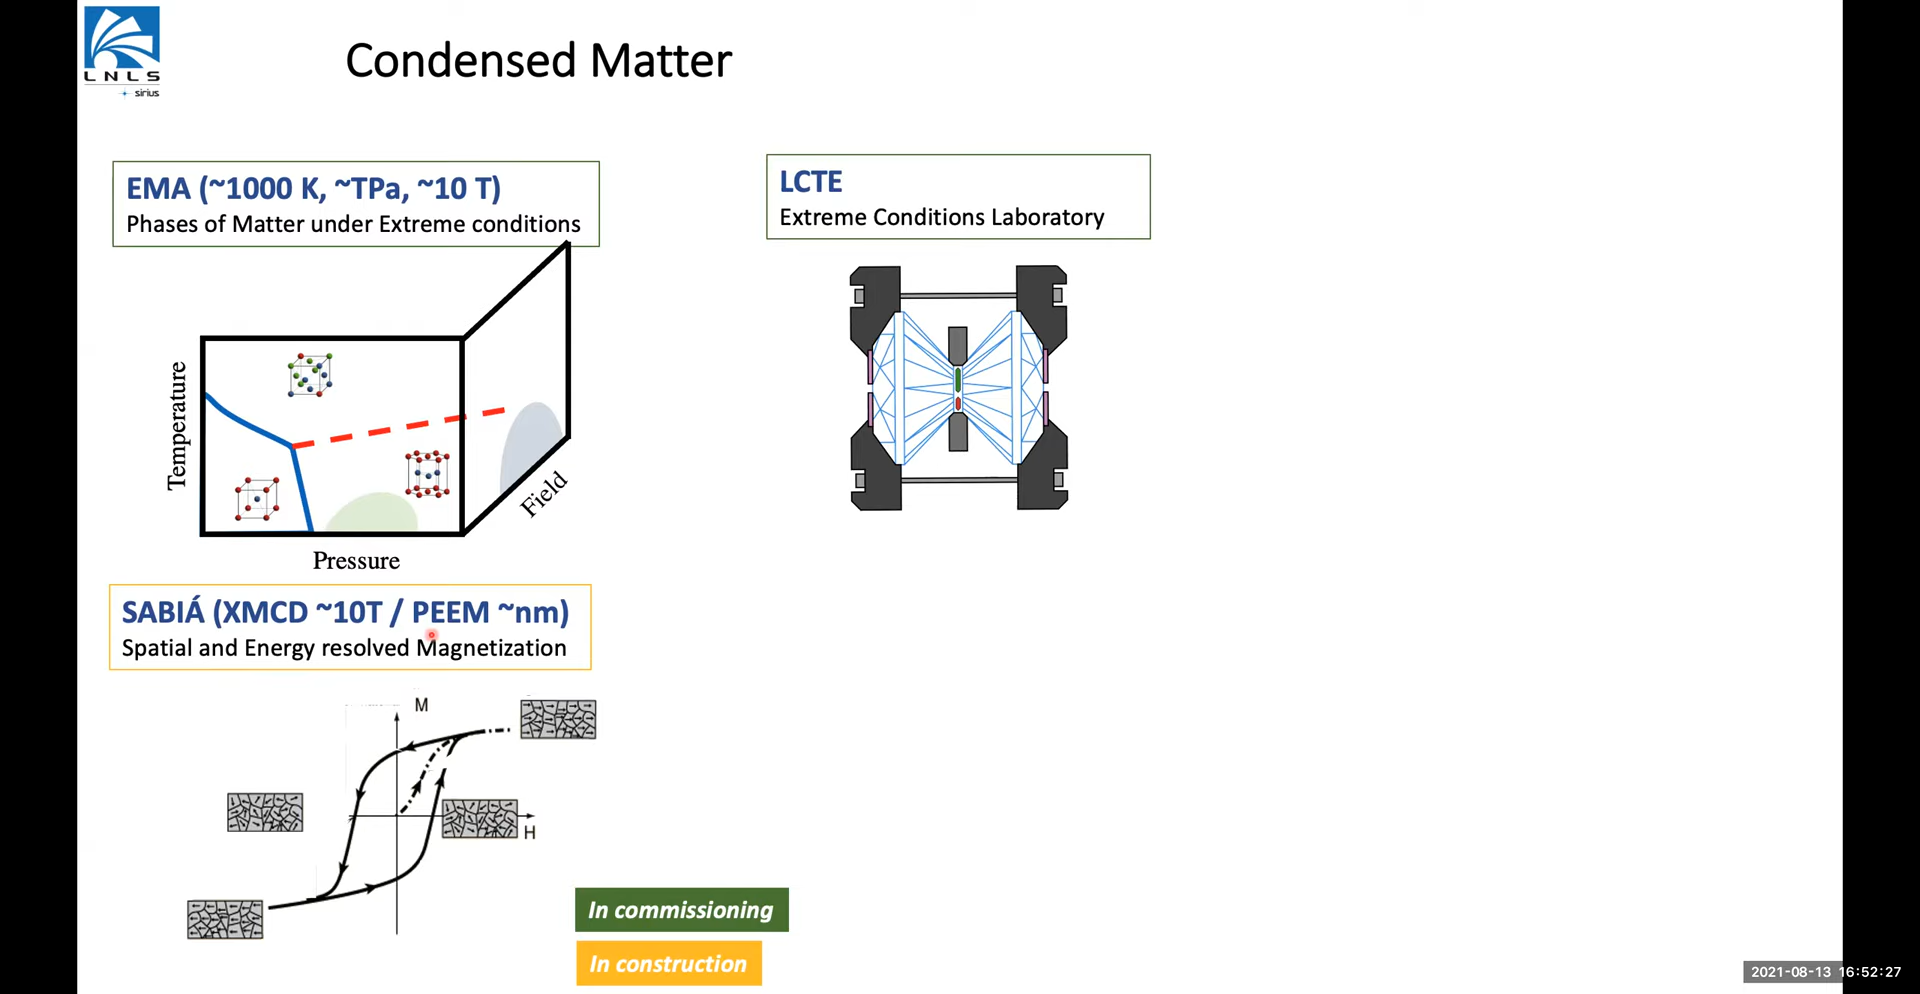 LNLS
sirius
Condensed Matter
EMA (~1000 K, ~TPa, ~10 T)
Phases of Matter under Extreme conditions
LCTE
Extreme Conditions Laboratory
Temperature
Field
Pressure
SABIÁ (XMCD ~10T / PEEM ~nm)
Spatial and Energy resolved Magnetization
M
H
In commissioning
In construction
2021-08-13 16:52:27